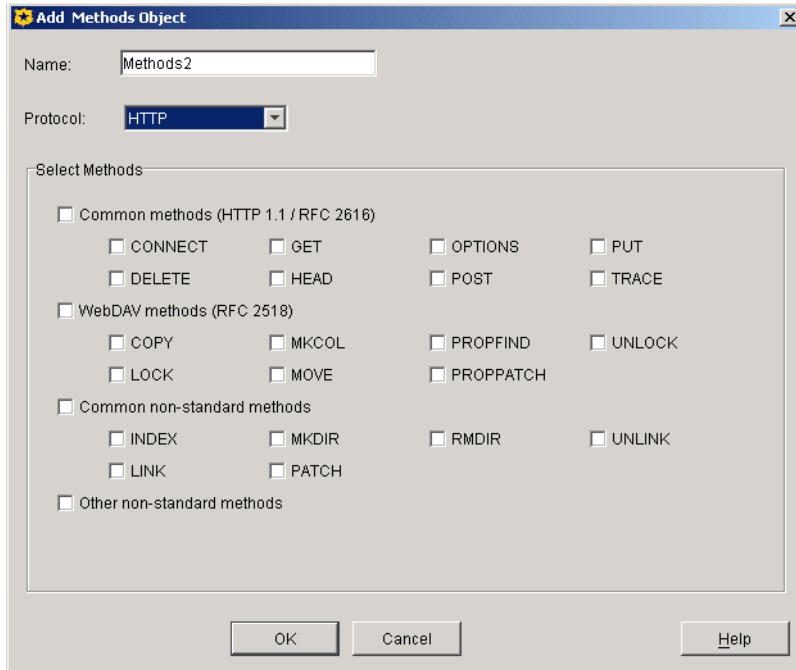 Add Methods Object
Name: Methods2
Protocol: HTTP
Select Methods
Common methods (HTTP 1.1 / RFC 2616)
CONNECT GET OPTIONS PUT
DELETE HEAD POST TRACE
WebDAV methods (RFC 2518)
COPY MKCOL PROPFIND UNLOCK
LOCK MOVE PROPPATCH
Common non-standard methods
INDEX MKDIR RMDIR UNLINK
LINK PATCH
Other non-standard methods
OK Cancel Help